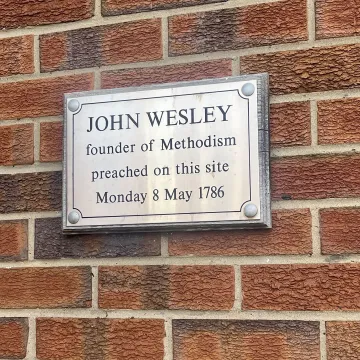 JOHN WESLEY
founder of Methodism
preached on this site
Monday 8 May 1786